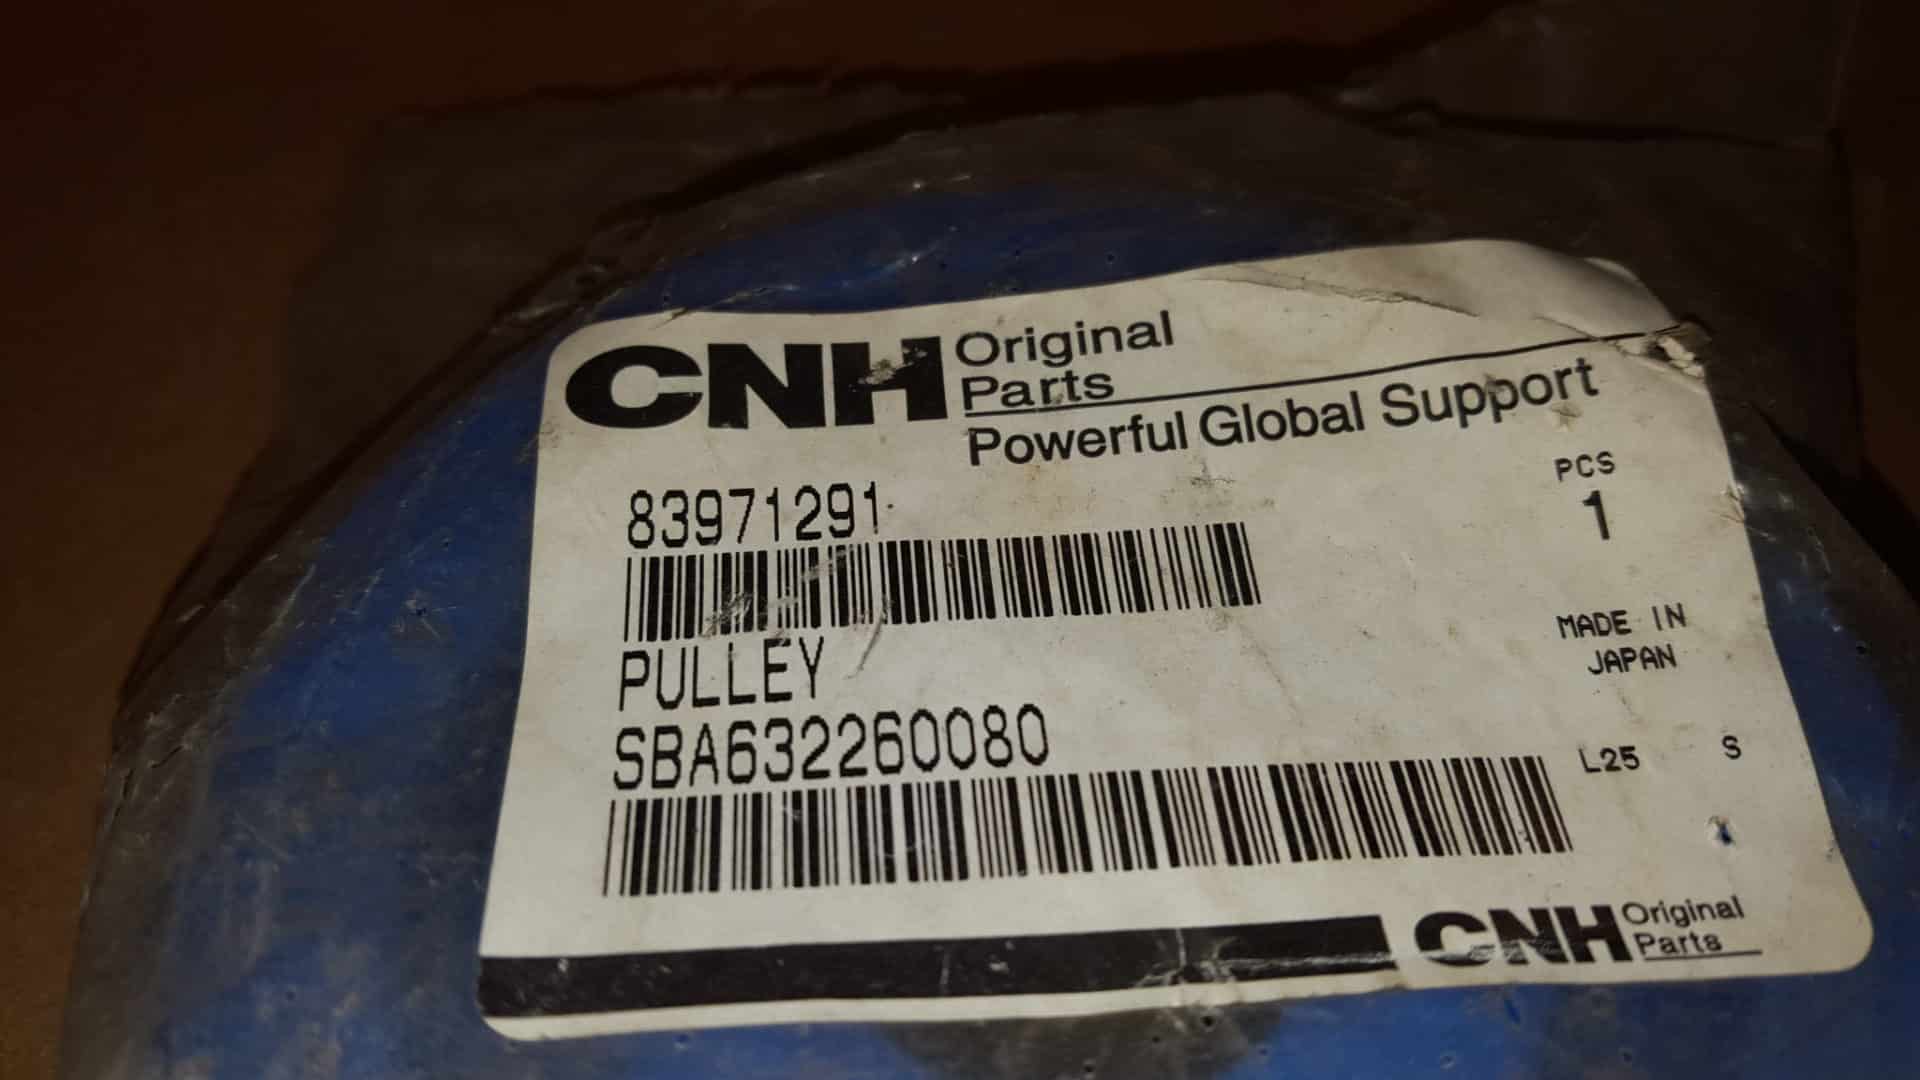 CNH Original
Parts
Powerful Global Support
83971291
PCS
1
PULLEY
MADE IN
JAPAN
SBA632260080
L25 S
CNH Original
Parts